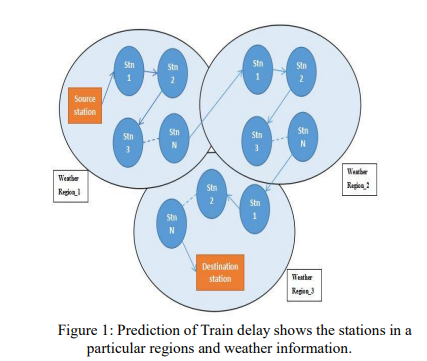 Stn
1
Stn
2
Source
station
Stn
3
Stn
N
Weather
Region_1
Stn
1
Stn
2
Stn
3
Stn
N
Weather
Region_2
Stn
1
Stn
2
Stn
N
Destination
station
Weather
Region_3
Figure 1: Prediction of Train delay shows the stations in a
particular regions and weather information.